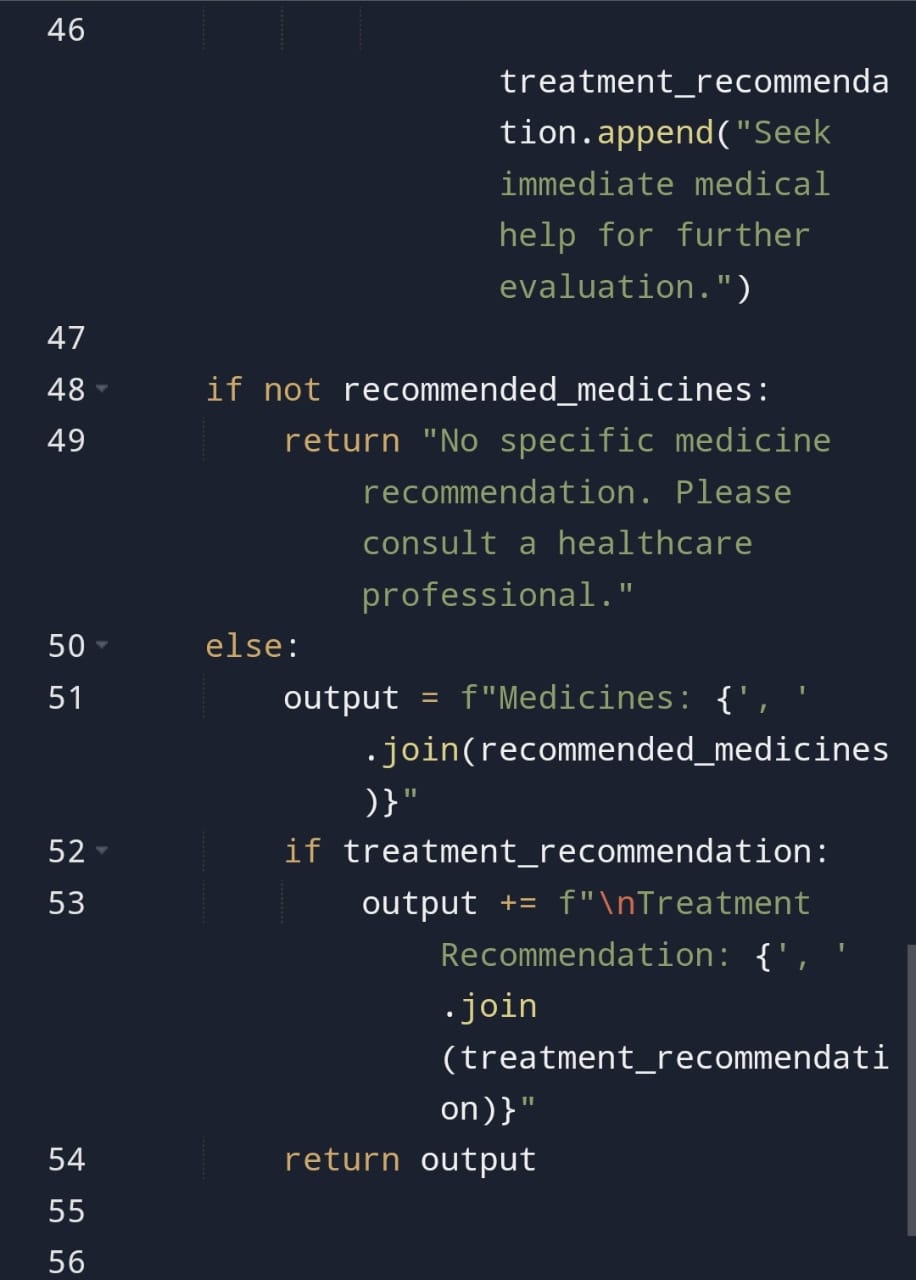 46
treatment_recommenda
tion.append("Seek
immediate medical
help for further
evaluation.")
47
48 if not recommended_medicines:
49 return "No specific medicine
recommendation. Please
consult a healthcare
professional."
50 else:
51 output = f"Medicines: {', '
.join(recommended_medicines
)}"
52 if treatment_recommendation:
53 output += f"\nTreatment
Recommendation: {', '
.join
(treatment_recommendati
on)}"
54 return output
55
56